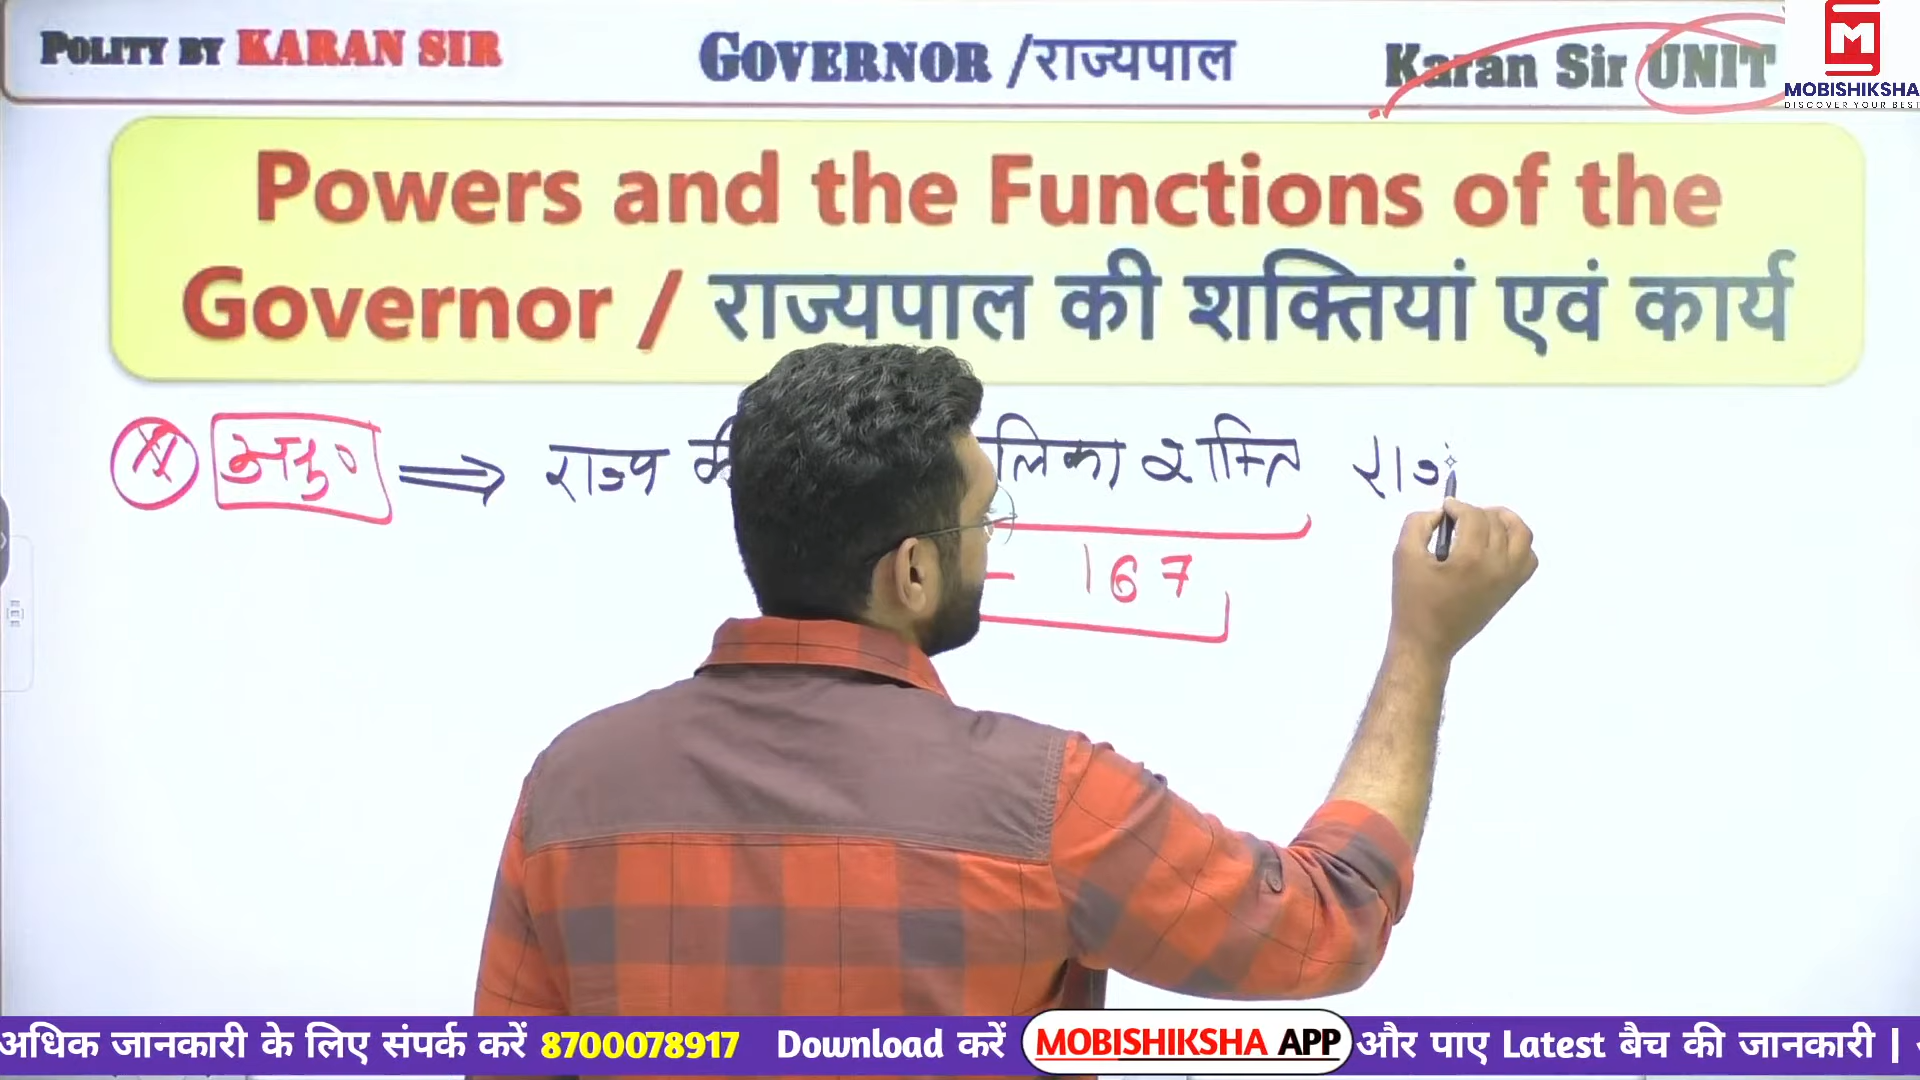 POLITY BY KARAN SIR
GOVERNOR /राज्यपाल
Karan Sir UNIT
M
MOBISHIKSHA
DISCOVER YOUR BEST
Powers and the Functions of the
Governor / राज्यपाल की शक्तियां एवं कार्य
अनु० ⇒ राज्य की लिका शक्ति राज
- 167
अधिक जानकारी के लिए संपर्क करें 8700078917 Download करें MOBISHIKSHA APP और पाए Latest बैच की जानकारी |